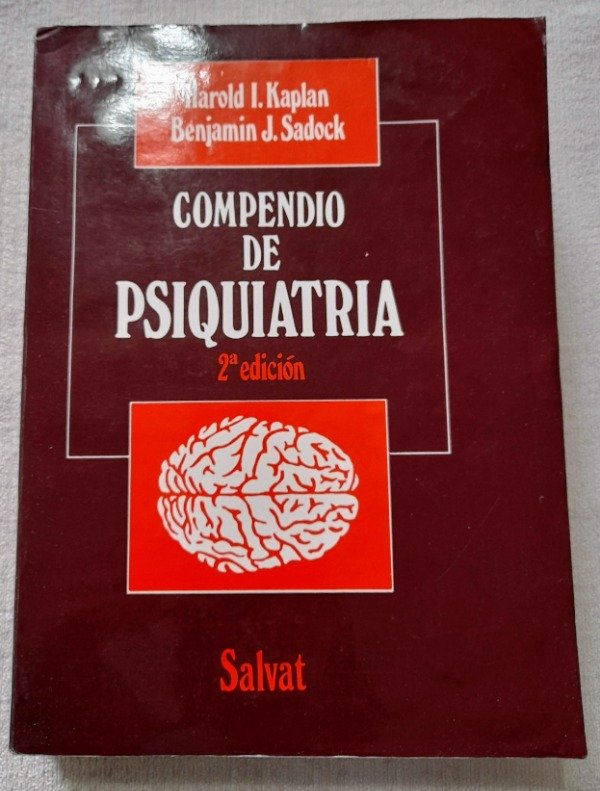 Harold I. Kaplan
Benjamin J. Sadock
COMPENDIO
DE
PSIQUIATRIA
2ª edición
Salvat